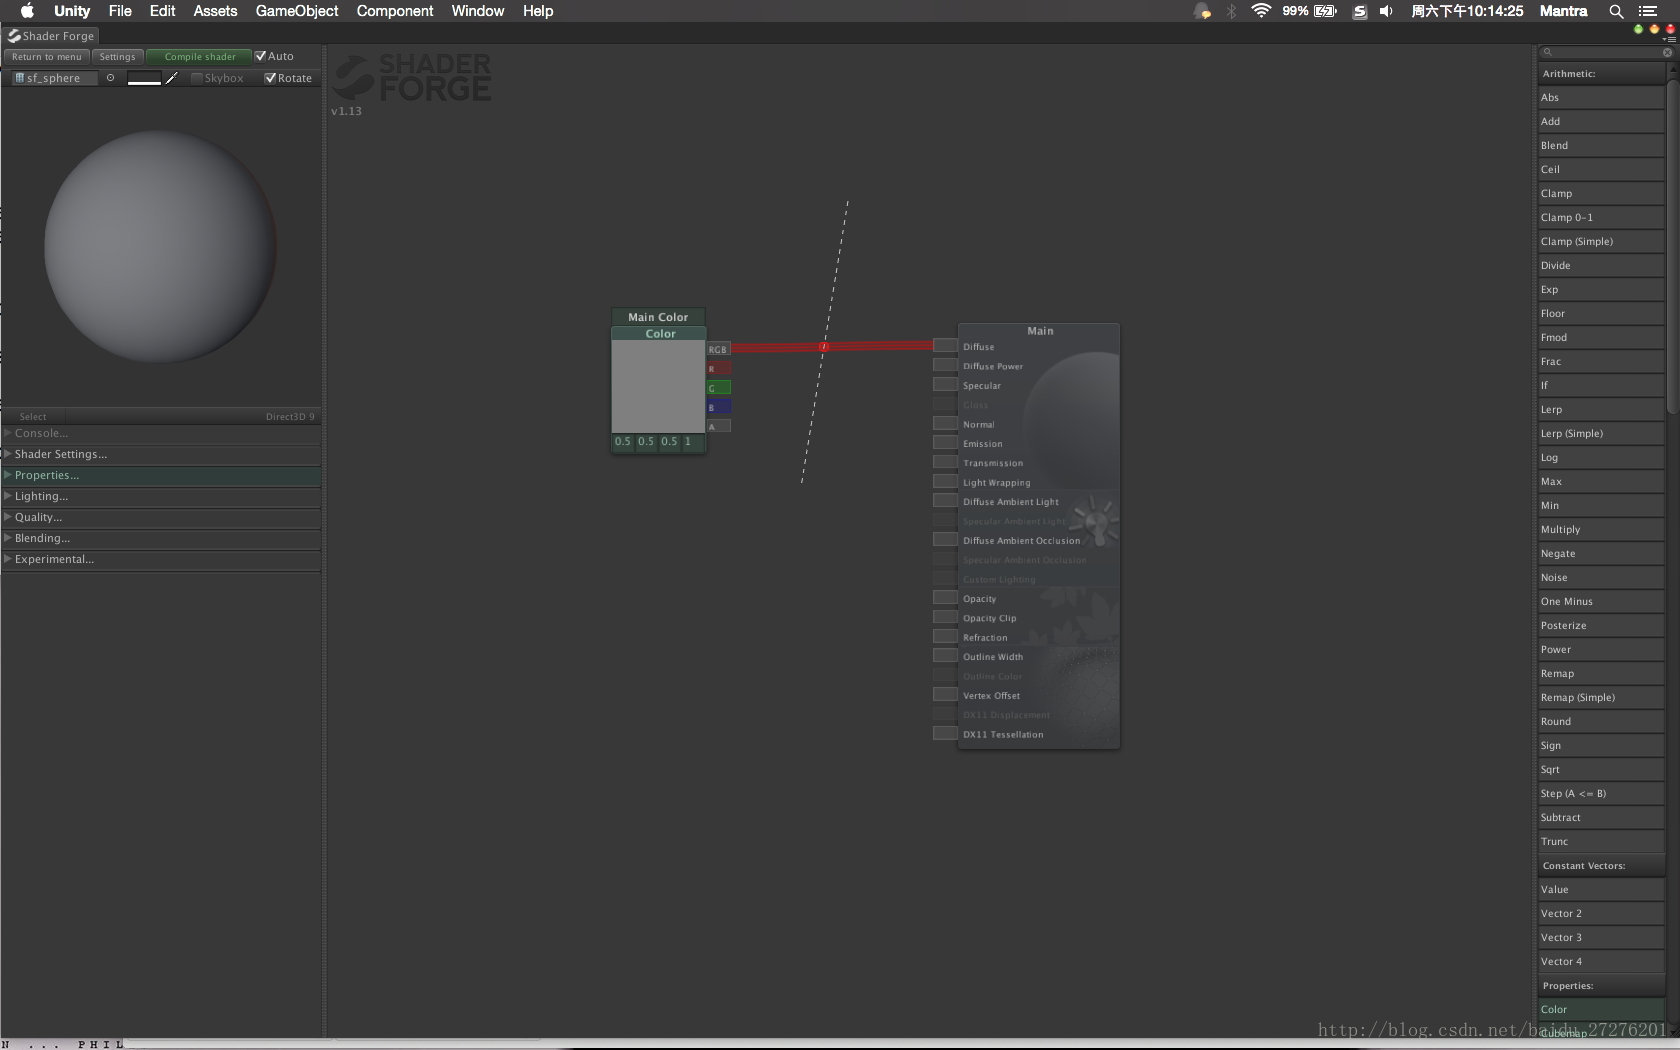 Unity File Edit Assets GameObject Component Window Help 99% 周六下午10:14:25 Mantra
Shader Forge
Return to menu Settings Compile shader Auto
sf_sphere Skybox Rotate
Select Direct3D 9
Console...
Shader Settings...
Properties...
Lighting...
Quality...
Blending...
Experimental...
SHADER
FORGE
v1.13
Main Color
Color
RGB
R
G
B
A
0.5 0.5 0.5 1
Main
Diffuse
Diffuse Power
Specular
Gloss
Normal
Emission
Transmission
Light Wrapping
Diffuse Ambient Light
Specular Ambient Light
Diffuse Ambient Occlusion
Specular Ambient Occlusion
Custom Lighting
Opacity
Opacity Clip
Refraction
Outline Width
Outline Color
Vertex Offset
DX11 Displacement
DX11 Tessellation
Arithmetic:
Abs
Add
Blend
Ceil
Clamp
Clamp 0-1
Clamp (Simple)
Divide
Exp
Floor
Fmod
Frac
If
Lerp
Lerp (Simple)
Log
Max
Min
Multiply
Negate
Noise
One Minus
Posterize
Power
Remap
Remap (Simple)
Round
Sign
Sqrt
Step (A <= B)
Subtract
Trunc
Constant Vectors:
Value
Vector 2
Vector 3
Vector 4
Properties:
Color
Cubemap
http://blog.csdn.net/baidu_27276201
N ... PHIL